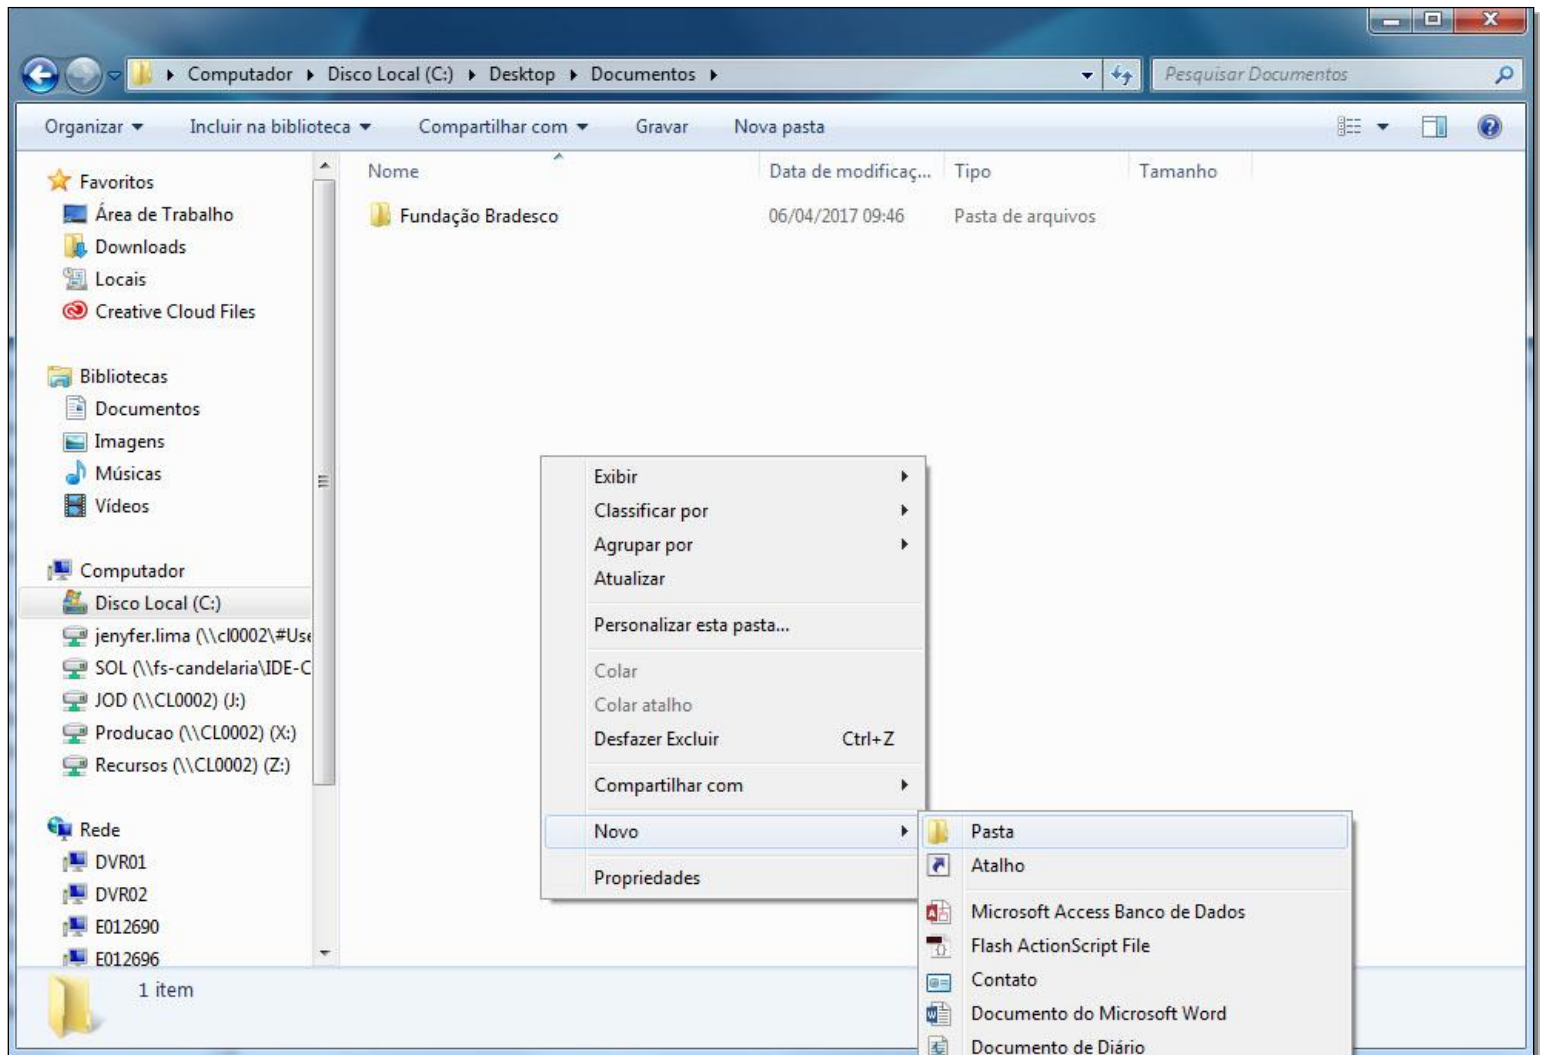 Computador Disco Local (C:) Desktop Documentos Pesquisar Documentos
Organizar Incluir na biblioteca Compartilhar com Gravar Nova pasta
Nome Data de modificaç... Tipo Tamanho
Fundação Bradesco 06/04/2017 09:46 Pasta de arquivos
Favoritos
Área de Trabalho
Downloads
Locais
Creative Cloud Files
Bibliotecas
Documentos
Imagens
Músicas
Vídeos
Computador
Disco Local (C:)
jenyfer.lima (\\cl0002\#Use
SOL (\\fs-candelaria\IDE-C
JOD (\\CL0002) (J:)
Producao (\\CL0002) (X:)
Recursos (\\CL0002) (Z:)
Rede
DVR01
DVR02
E012690
E012696
Exibir
Classificar por
Agrupar por
Atualizar
Personalizar esta pasta...
Colar
Colar atalho
Desfazer Excluir Ctrl+Z
Compartilhar com
Novo
Propriedades
Pasta
Atalho
Microsoft Access Banco de Dados
Flash ActionScript File
Contato
Documento do Microsoft Word
Documento de Diário
1 item